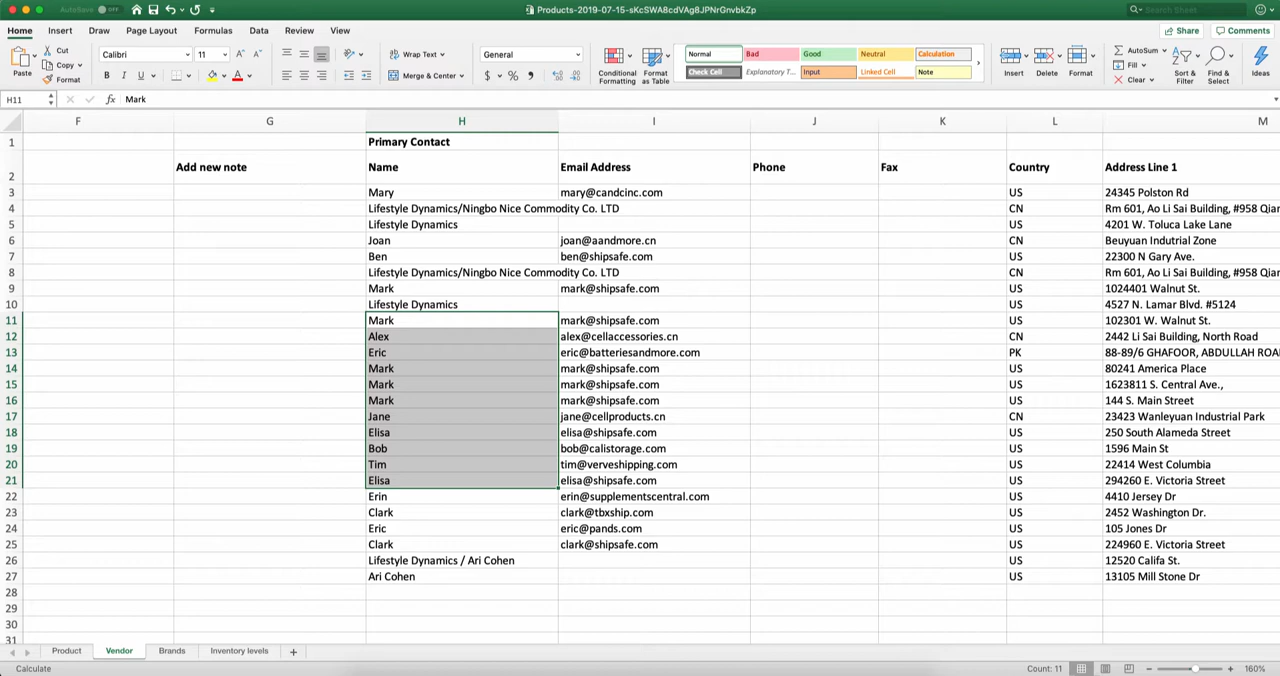 AutoSave OFF Products-2019-07-15-sKcSWA8cdVAg8JPNrGnvbkZp Search Sheet
Home Insert Draw Page Layout Formulas Data Review View Share Comments
Paste Cut Copy Format
Calibri 11 Wrap Text General
B I U A Merge & Center $ % ,
Conditional Formatting Format as Table
Normal Bad Good Neutral Calculation
Check Cell Explanatory T... Input Linked Cell Note
Insert Delete Format AutoSum Fill Clear Sort & Filter Find & Select Ideas
H11 fx Mark
F G H I J K L M
1 Primary Contact
2 Add new note Name Email Address Phone Fax Country Address Line 1
3 Mary mary@candcinc.com US 24345 Polston Rd
4 Lifestyle Dynamics/Ningbo Nice Commodity Co. LTD CN Rm 601, Ao Li Sai Building, #958 Qian
5 Lifestyle Dynamics US 4201 W. Toluca Lake Lane
6 Joan joan@aandmore.cn CN Beuyuan Indutrial Zone
7 Ben ben@shipsafe.com US 22300 N Gary Ave.
8 Lifestyle Dynamics/Ningbo Nice Commodity Co. LTD CN Rm 601, Ao Li Sai Building, #958 Qian
9 Mark mark@shipsafe.com US 1024401 Walnut St.
10 Lifestyle Dynamics US 4527 N. Lamar Blvd. #5124
11 Mark mark@shipsafe.com US 102301 W. Walnut St.
12 Alex alex@cellaccessories.cn CN 2442 Li Sai Building, North Road
13 Eric eric@batteriesandmore.com PK 88-89/6 GHAFOOR, ABDULLAH ROA
14 Mark mark@shipsafe.com US 80241 America Place
15 Mark mark@shipsafe.com US 1623811 S. Central Ave.,
16 Mark mark@shipsafe.com US 144 S. Main Street
17 Jane jane@cellproducts.cn CN 23423 Wanleyuan Industrial Park
18 Elisa elisa@shipsafe.com US 250 South Alameda Street
19 Bob bob@calistorage.com US 1596 Main St
20 Tim tim@verveshipping.com US 22414 West Columbia
21 Elisa elisa@shipsafe.com US 294260 E. Victoria Street
22 Erin erin@supplementscentral.com US 4410 Jersey Dr
23 Clark clark@tbxship.com US 2452 Washington Dr.
24 Eric eric@pands.com US 105 Jones Dr
25 Clark clark@shipsafe.com US 224960 E. Victoria Street
26 Lifestyle Dynamics / Ari Cohen US 12520 Califa St.
27 Ari Cohen US 13105 Mill Stone Dr
28
29
30
31
Product Vendor Brands Inventory levels +
Calculate Count: 11 160%